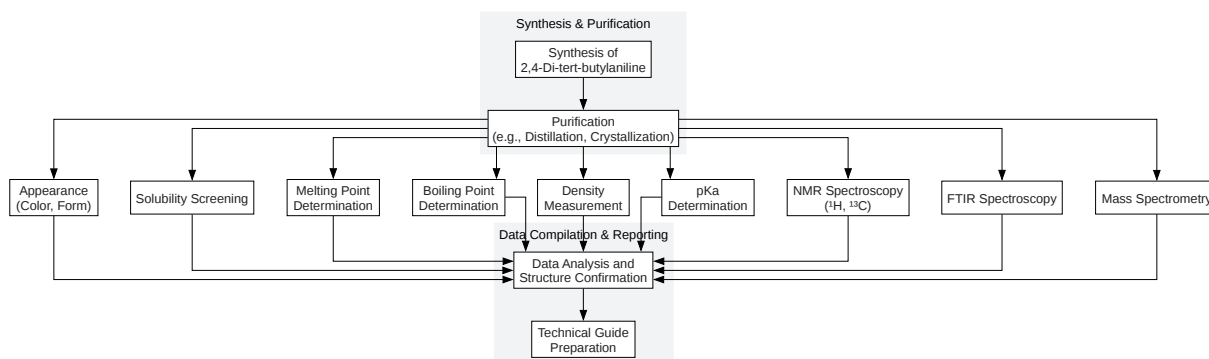 Synthesis & Purification
Synthesis of
2,4-Di-tert-butylaniline
Purification
(e.g., Distillation, Crystallization)
Appearance
(Color, Form)
Solubility Screening
Melting Point
Determination
Boiling Point
Determination
Density
Measurement
pKa
Determination
NMR Spectroscopy
(¹H, ¹³C)
FTIR Spectroscopy
Mass Spectrometry
Data Compilation & Reporting
Data Analysis and
Structure Confirmation
Technical Guide
Preparation